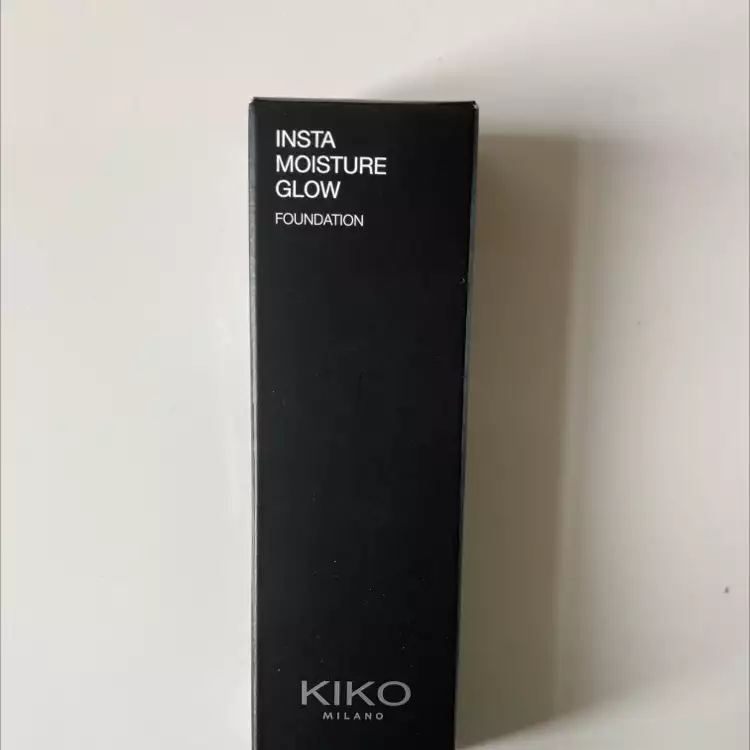 INSTA
MOISTURE
GLOW
FOUNDATION
KIKO
MILANO